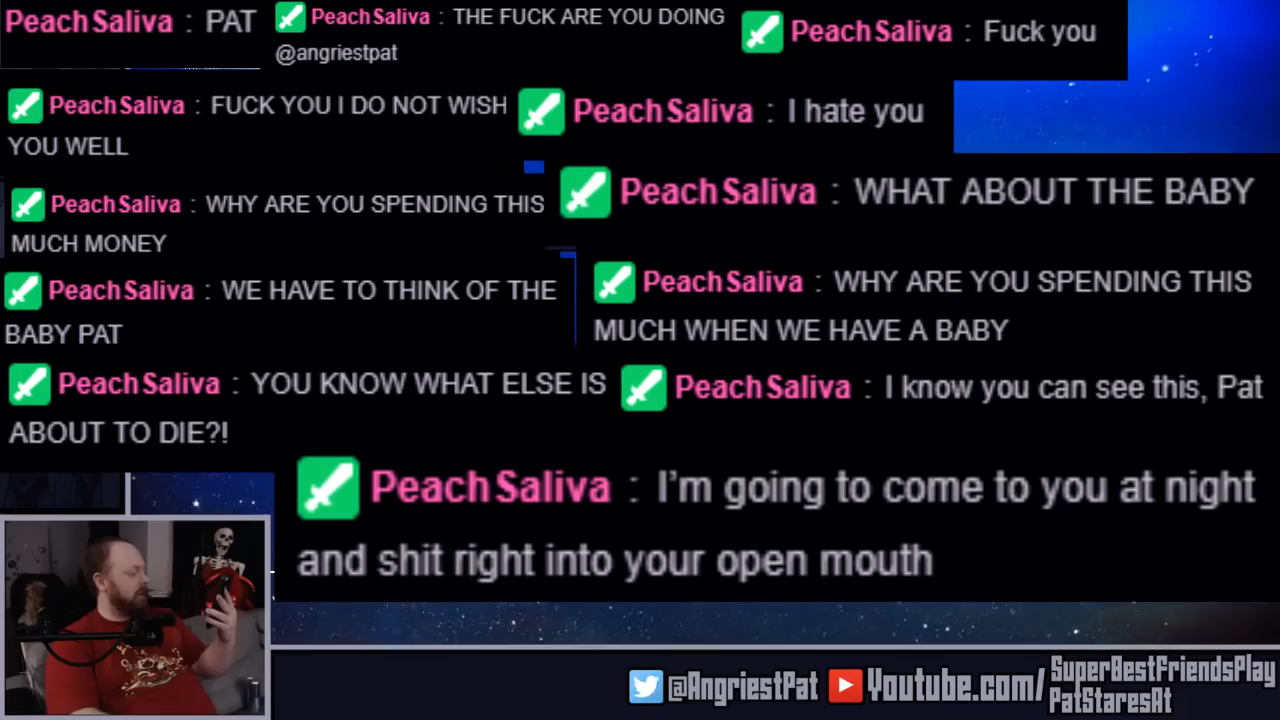 PeachSaliva : PAT
PeachSaliva : THE FUCK ARE YOU DOING
@angriestpat
PeachSaliva : Fuck you
PeachSaliva : FUCK YOU I DO NOT WISH
YOU WELL
PeachSaliva : I hate you
PeachSaliva : WHY ARE YOU SPENDING THIS
MUCH MONEY
PeachSaliva : WHAT ABOUT THE BABY
PeachSaliva : WE HAVE TO THINK OF THE
BABY PAT
PeachSaliva : WHY ARE YOU SPENDING THIS
MUCH WHEN WE HAVE A BABY
PeachSaliva : YOU KNOW WHAT ELSE IS
ABOUT TO DIE?!
PeachSaliva : I know you can see this, Pat
PeachSaliva : I'm going to come to you at night
and shit right into your open mouth
@AngriestPat
Youtube.com/
SuperBestFriendsPlay
PatStaresAt